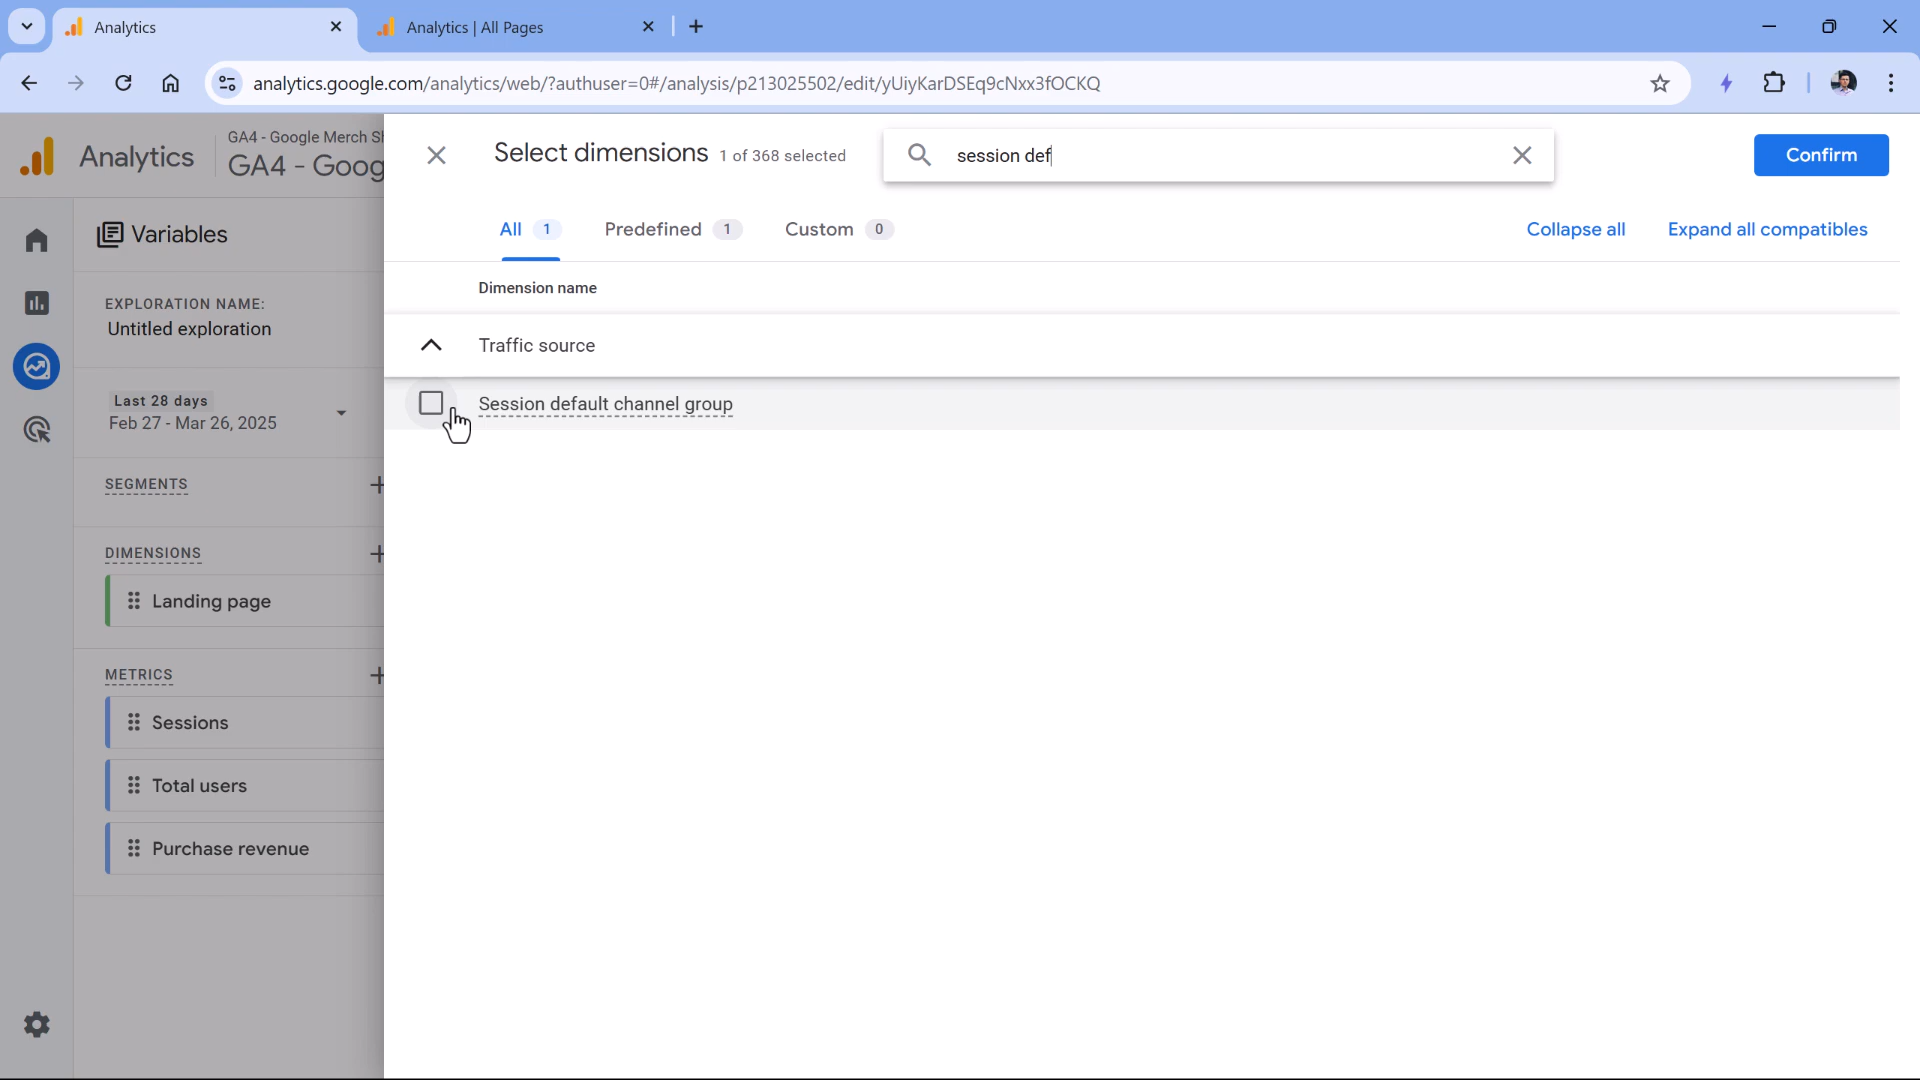 Analytics
Analytics | All Pages
analytics.google.com/analytics/web/?authuser=0#/analysis/p213025502/edit/yUiyKarDSEq9cNxx3fOCKQ
Analytics
GA4 - Google Merch Sh
GA4 - Goog
Select dimensions 1 of 368 selected
session def
Confirm
All 1
Predefined 1
Custom 0
Collapse all
Expand all compatibles
Variables
Dimension name
EXPLORATION NAME:
Untitled exploration
Traffic source
Last 28 days
Feb 27 - Mar 26, 2025
Session default channel group
SEGMENTS
DIMENSIONS
Landing page
METRICS
Sessions
Total users
Purchase revenue